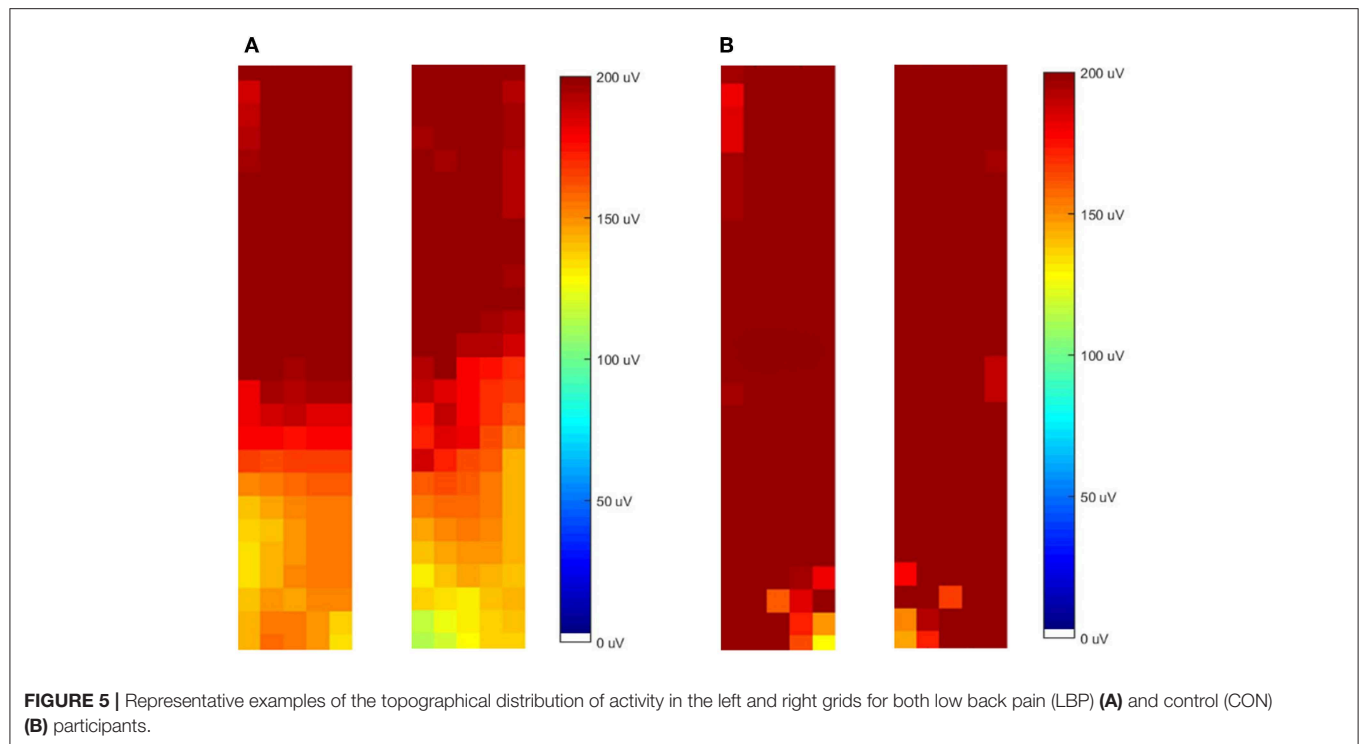 A
B
200 uV
150 uV
100 uV
50 uV
0 uV
200 uV
150 uV
100 uV
50 uV
0 uV
FIGURE 5 | Representative examples of the topographical distribution of activity in the left and right grids for both low back pain (LBP) (A) and control (CON)
(B) participants.